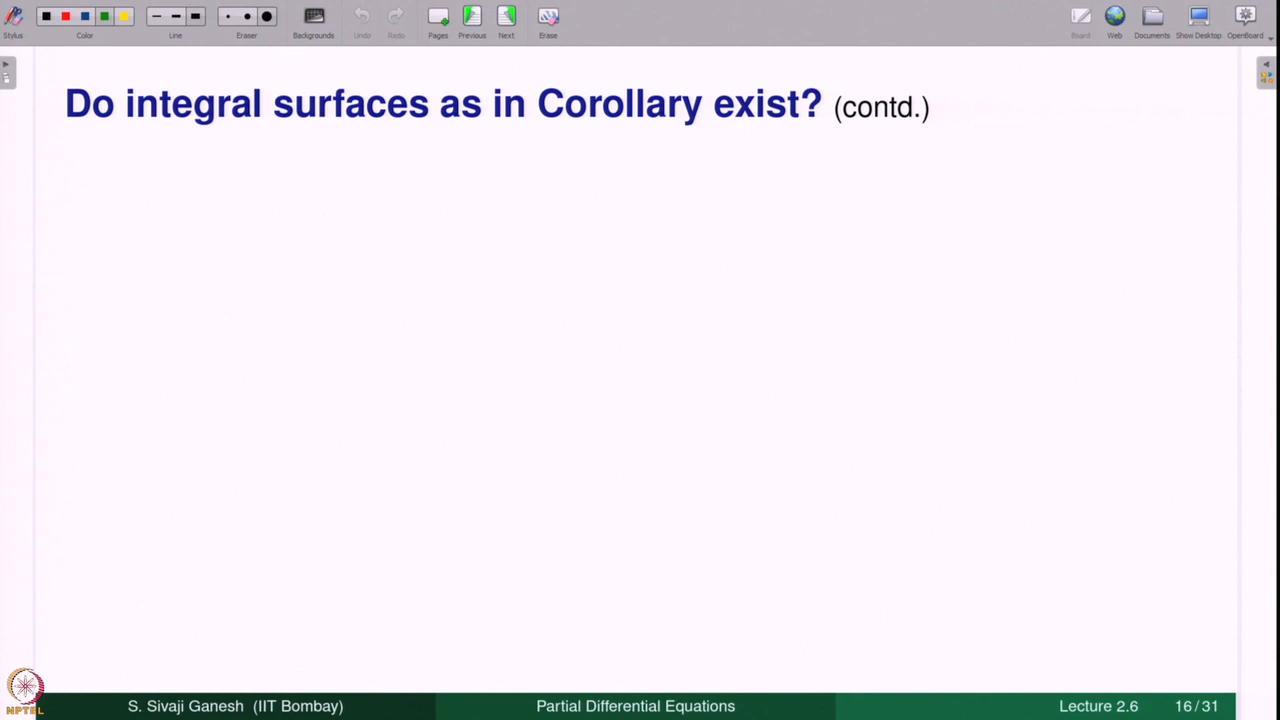 Stylus Color Line Eraser Backgrounds Undo Redo Pages Previous Next Erase Board Web Documents Show Desktop OpenBoard
Do integral surfaces as in Corollary exist? (contd.)
NPTEL
S. Sivaji Ganesh (IIT Bombay) Partial Differential Equations Lecture 2.6 16/31